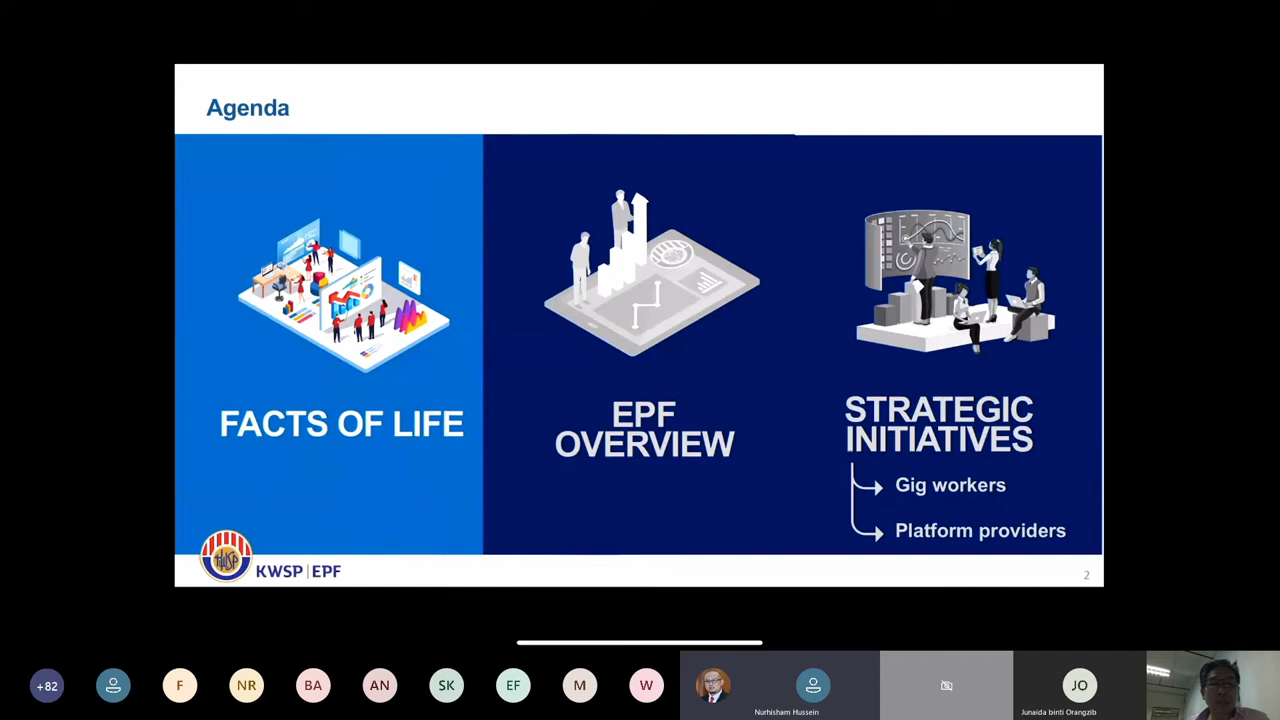 Agenda
FACTS OF LIFE
EPF
OVERVIEW
STRATEGIC
INITIATIVES
Gig workers
Platform providers
KWSP
KWSP | EPF
2
+82
F
NR
BA
AN
SK
EF
M
W
Nurhisham Hussein
JO
Junaida binti Orangzib